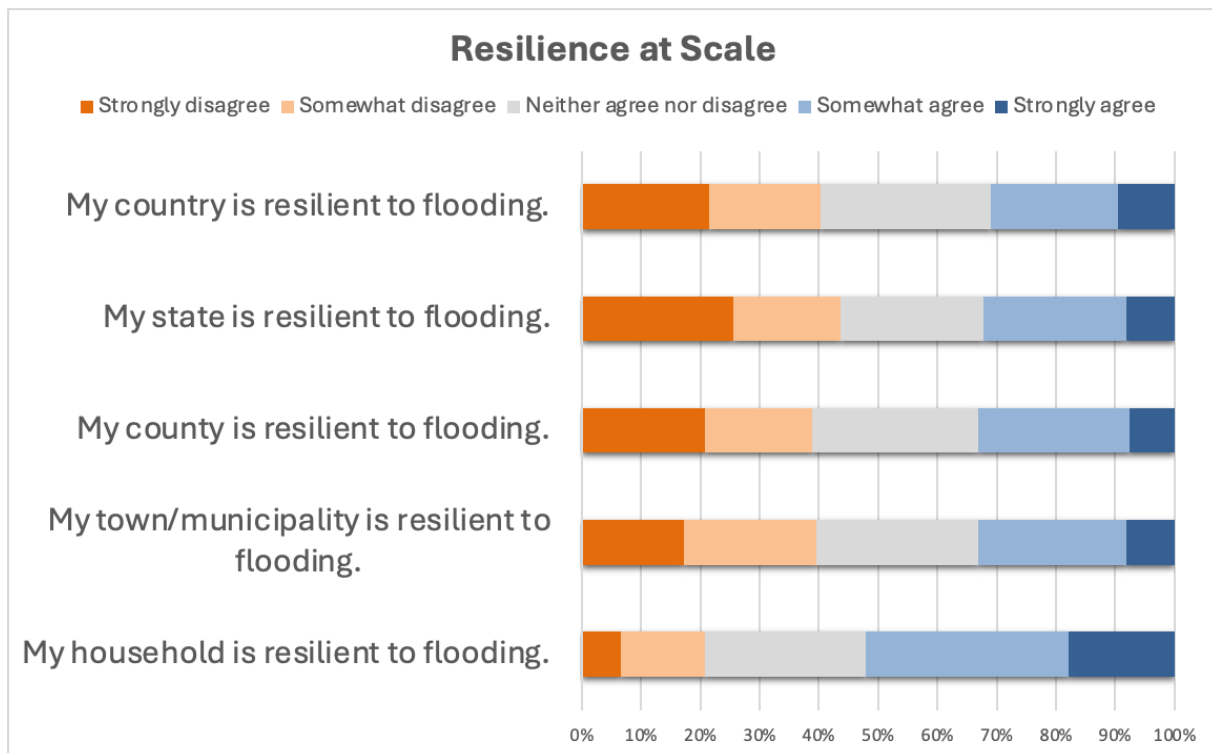 Resilience at Scale
Strongly disagree Somewhat disagree Neither agree nor disagree Somewhat agree Strongly agree
My country is resilient to flooding.
My state is resilient to flooding.
My county is resilient to flooding.
My town/municipality is resilient to
flooding.
My household is resilient to flooding.
0% 10% 20% 30% 40% 50% 60% 70% 80% 90% 100%